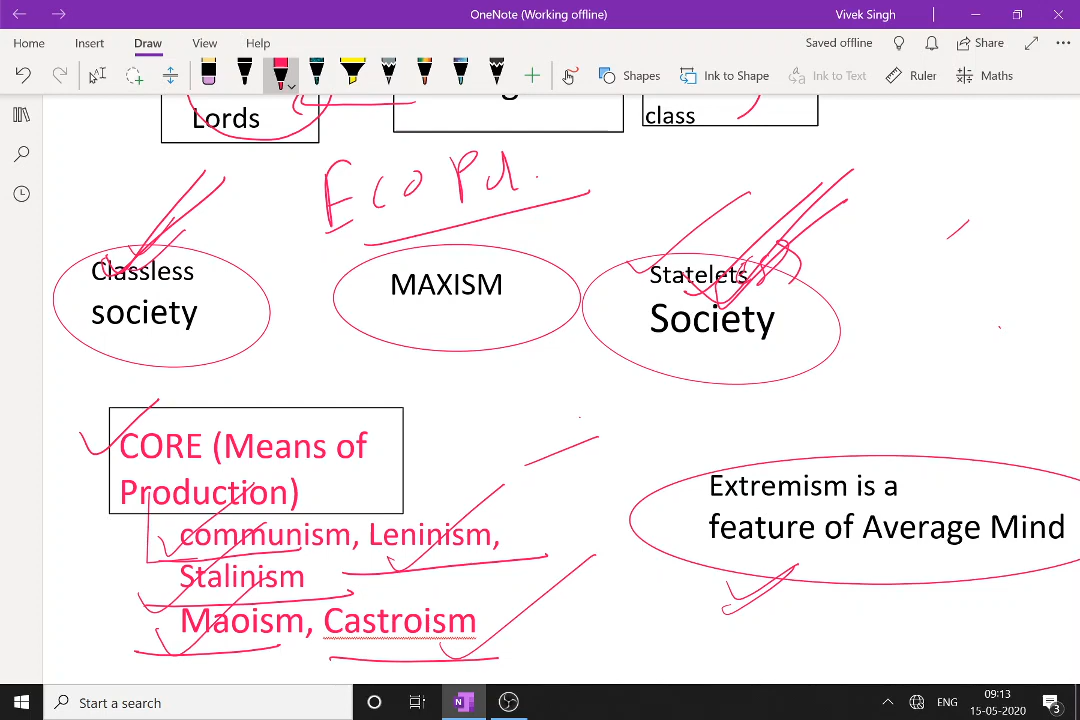 OneNote (Working offline)
Vivek Singh
Home Insert Draw View Help
Saved offline
Share
Shapes
Ink to Shape
Ink to Text
Ruler
Maths
Lords
class
Eco Pol.
Classless
society
MAXISM
Statelets
Society
CORE (Means of
Production)
communism, Leninism,
Stalinism
Maoism, Castroism
Extremism is a
feature of Average Mind
Start a search
ENG
09:13
15-05-2020
3